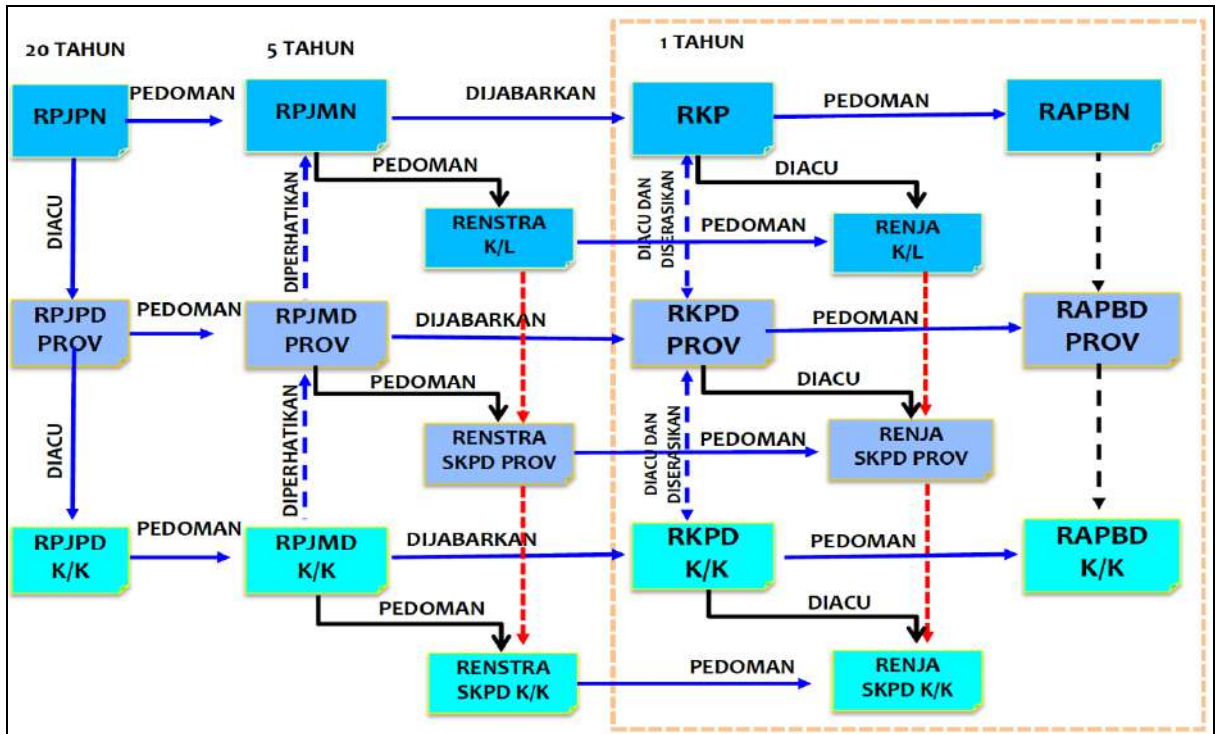 20 TAHUN
5 TAHUN
1 TAHUN
RPJPN
PEDOMAN
RPJMN
DIJABARKAN
RKP
PEDOMAN
RAPBN
DIACU
DIPERHATIKAN
PEDOMAN
RENSTRA
K/L
PEDOMAN
DIACU DAN
DISERASIKAN
DIACU
RENJA
K/L
RPJPD
PROV
PEDOMAN
RPJMD
PROV
DIJABARKAN
RKPD
PROV
PEDOMAN
RAPBD
PROV
DIACU
DIPERHATIKAN
PEDOMAN
RENSTRA
SKPD PROV
PEDOMAN
DIACU DAN
DISERASIKAN
DIACU
RENJA
SKPD PROV
RPJPD
K/K
PEDOMAN
RPJMD
K/K
DIJABARKAN
RKPD
K/K
PEDOMAN
RAPBD
K/K
PEDOMAN
RENSTRA
SKPD K/K
PEDOMAN
DIACU
RENJA
SKPD K/K